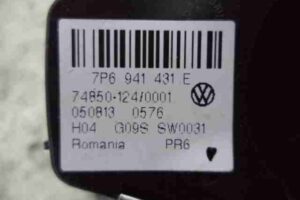 7P6 941 431 E
74850-124/0001
050813 0576
H04 G09S SW0031
Romania PR6